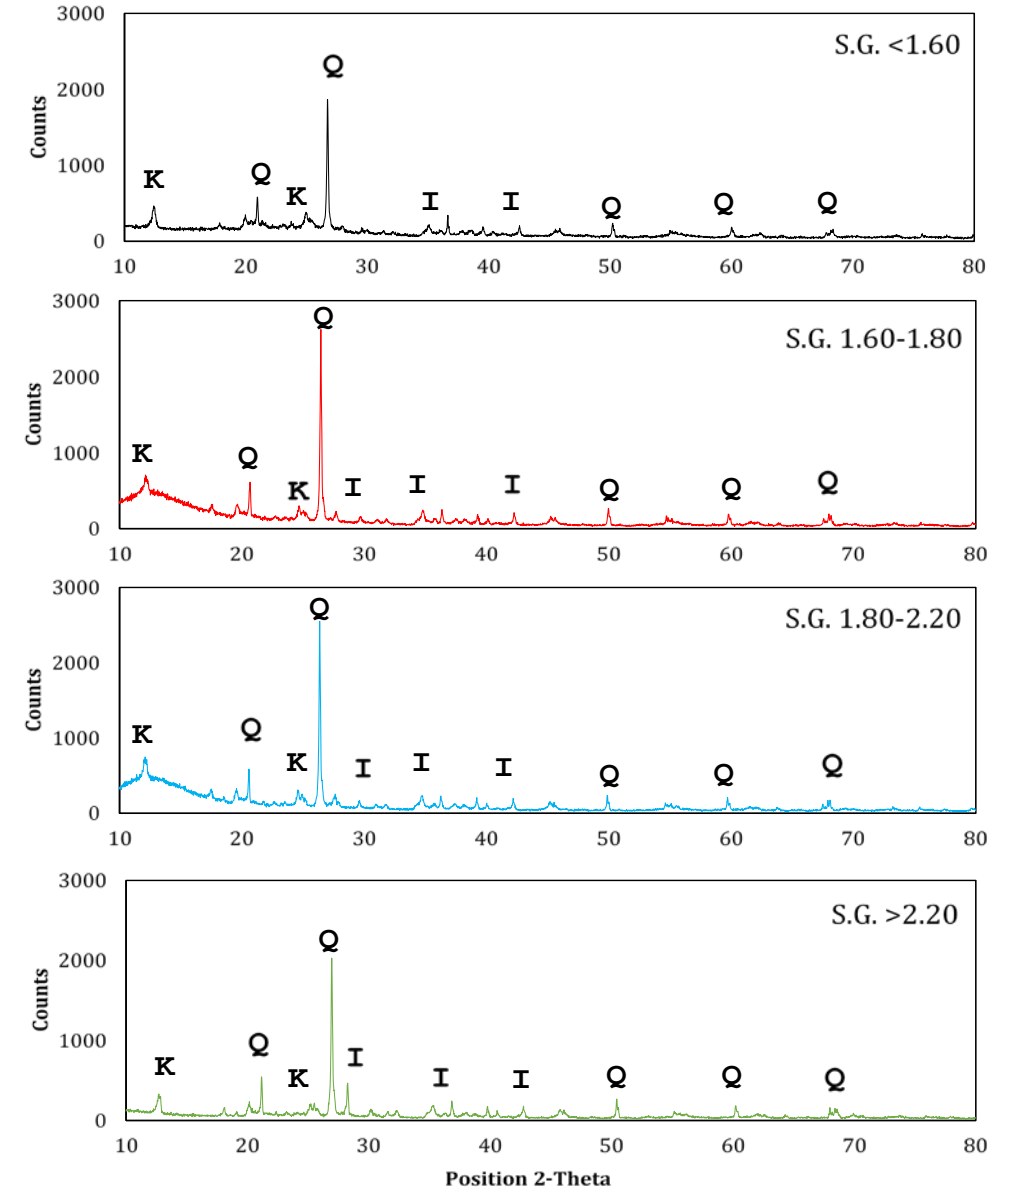 3000
S.G. <1.60
Q
2000
Counts
1000
K Q K I I Q Q Q
0
10 20 30 40 50 60 70 80
3000
Q
S.G. 1.60-1.80
2000
Counts
1000
K Q K I I I Q Q Q
0
10 20 30 40 50 60 70 80
3000
Q
S.G. 1.80-2.20
2000
Counts
1000
K Q K I I I Q Q Q
0
10 20 30 40 50 60 70 80
3000
S.G. >2.20
Q
2000
Counts
1000
K Q K I I I Q Q Q
0
10 20 30 40 50 60 70 80
Position 2-Theta